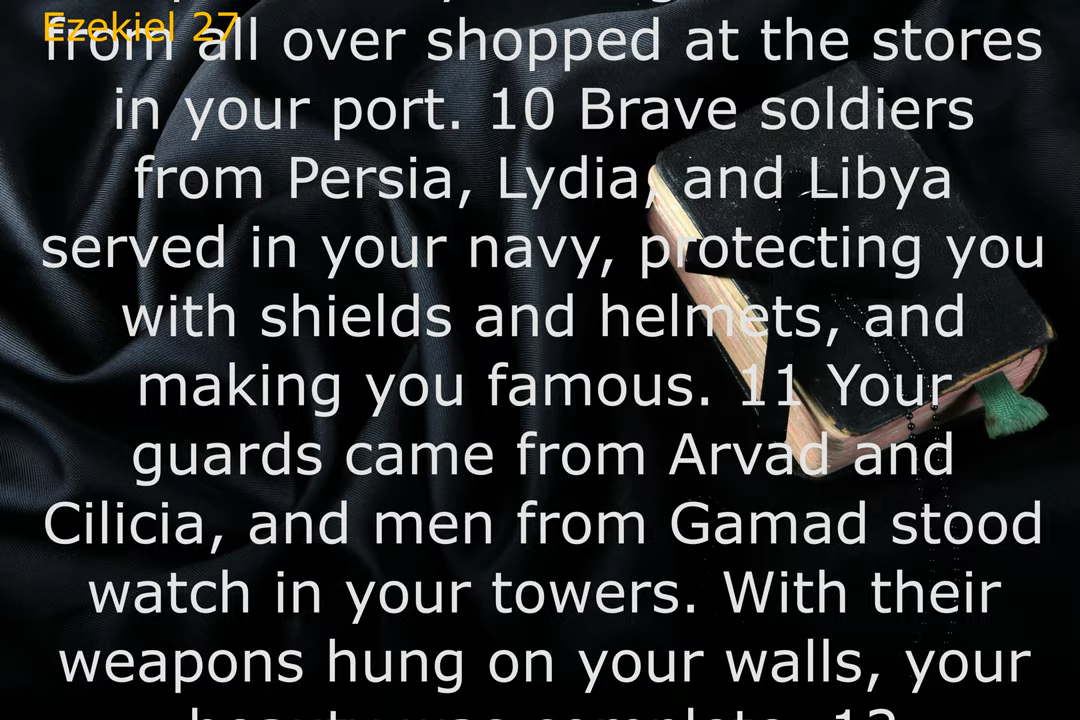 Ezekiel 27
from all over shopped at the stores
in your port. 10 Brave soldiers
from Persia, Lydia, and Libya
served in your navy, protecting you
with shields and helmets, and
making you famous. 11 Your
guards came from Arvad and
Cilicia, and men from Gamad stood
watch in your towers. With their
weapons hung on your walls, your